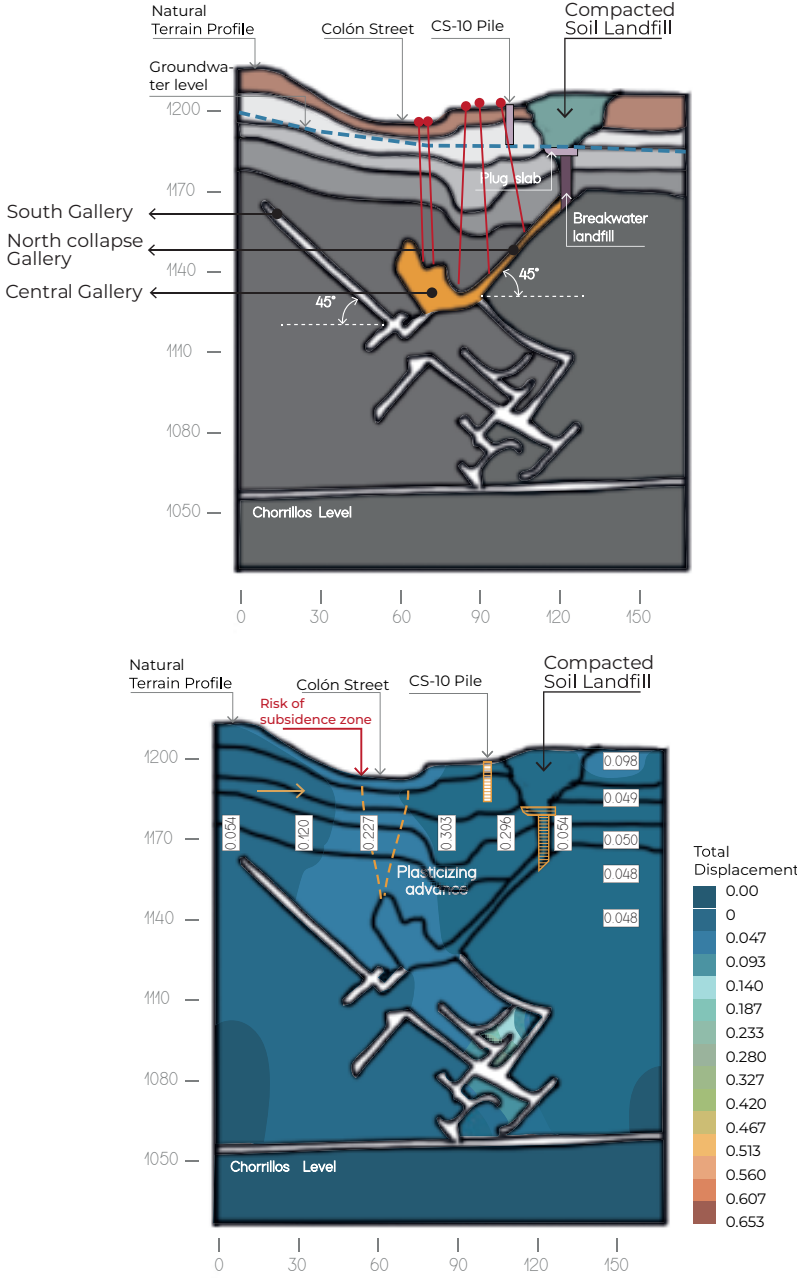 Natural
Terrain Profile
Colón Street
CS-10 Pile
Compacted
Soil Landfill
Groundwa-
ter level
1200
1170
1140
1110
1080
1050
Plug slab
Breakwater
landfill
South Gallery
North collapse
Gallery
Central Gallery
45°
45°
Chorrillos Level
0
30
60
90
120
150
Natural
Terrain Profile
Colón Street
CS-10 Pile
Compacted
Soil Landfill
Risk of
subsidence zone
1200
1170
1140
1110
1080
1050
0.054
0.120
0.227
0.303
0.296
0.054
0.098
0.049
0.050
0.048
0.048
Plasticizing
advance
Chorrillos Level
0
30
60
90
120
150
Total
Displacement
0.00
0
0.047
0.093
0.140
0.187
0.233
0.280
0.327
0.420
0.467
0.513
0.560
0.607
0.653